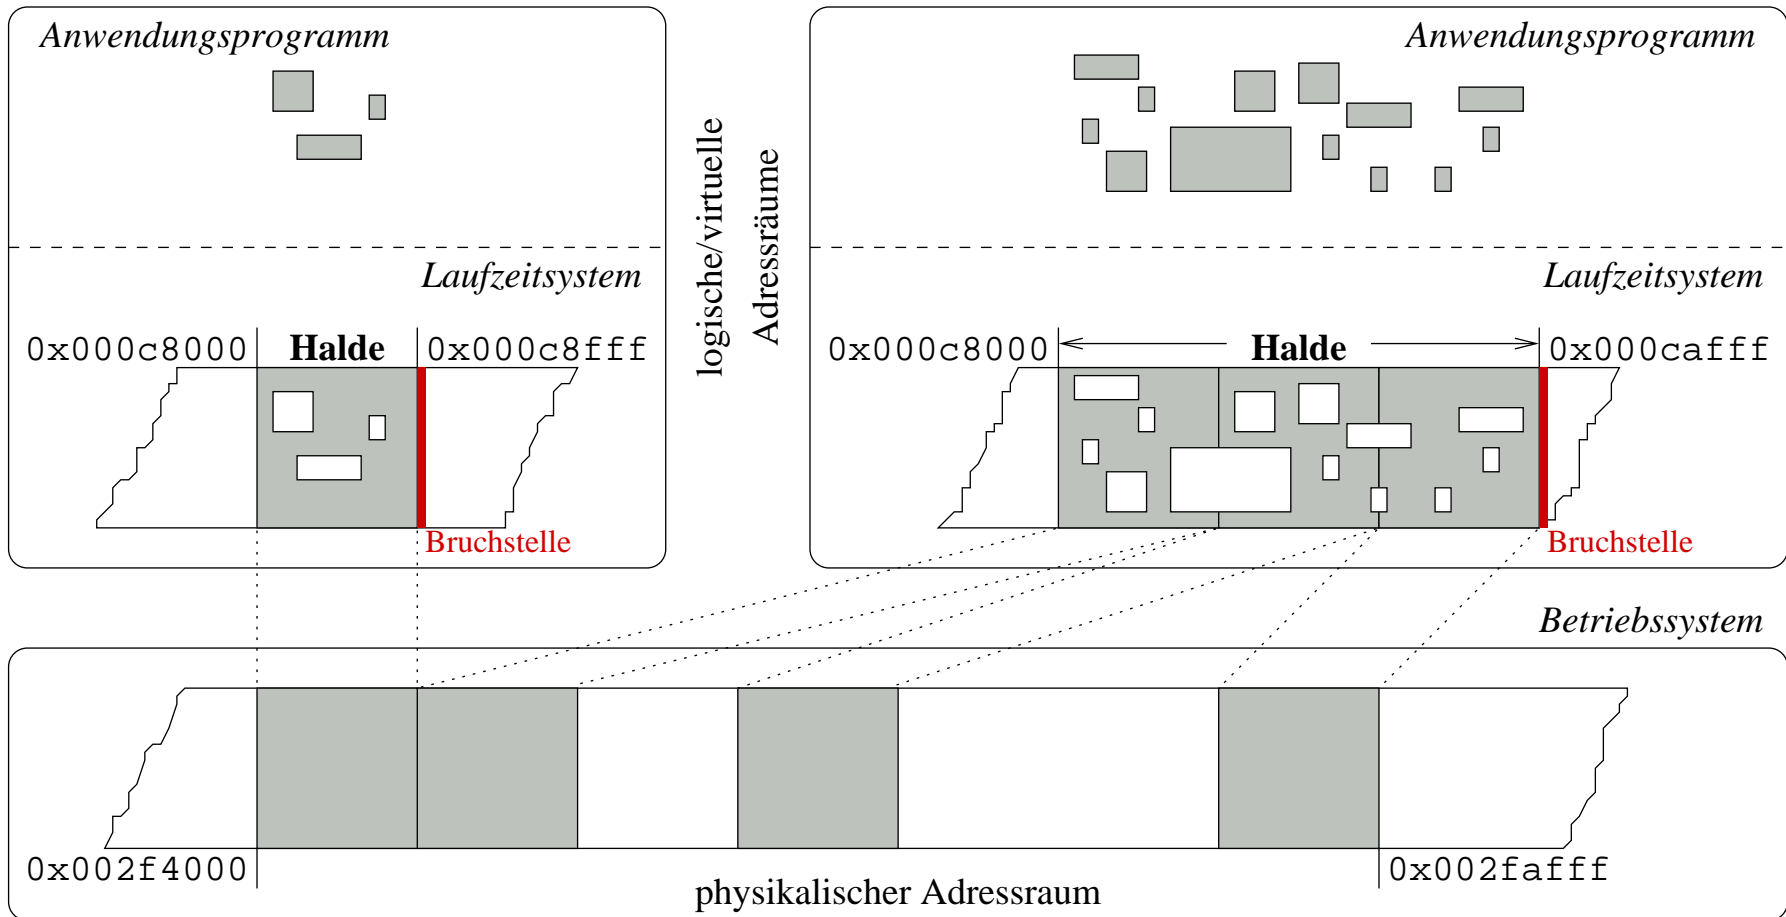 Anwendungsprogramm
Laufzeitsystem
0x000c8000
Halde
0x000c8fff
Bruchstelle
logische/virtuelle
Adressräume
Anwendungsprogramm
Laufzeitsystem
0x000c8000
Halde
0x000cafff
Bruchstelle
Betriebssystem
0x002f4000
0x002fafff
physikalischer Adressraum